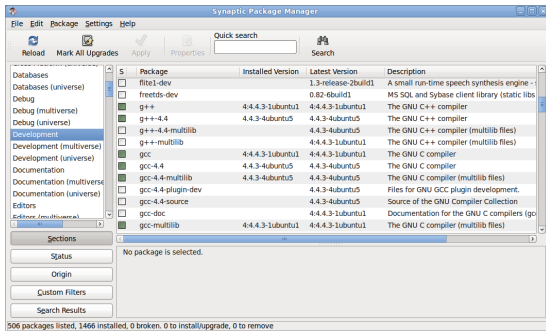 Synaptic Package Manager
File Edit Package Settings Help
Quick search
Reload Mark All Upgrades Apply Properties Search
Databases
Databases (universe)
Debug
Debug (multiverse)
Debug (universe)
Development
Development (multiverse)
Development (universe)
Documentation
Documentation (multiverse
Documentation (universe)
Editors
Editors (multiverse)
Sections
Status
Origin
Custom Filters
Search Results
S Package Installed Version Latest Version Description
flite1-dev 1.3-release-2build1 A small run-time speech synthesis engine -
freetds-dev 0.82-6build1 MS SQL and Sybase client library (static libs
g++ 4:4.4.3-1ubuntu1 4:4.4.3-1ubuntu1 The GNU C++ compiler
g++-4.4 4.4.3-4ubuntu5 4.4.3-4ubuntu5 The GNU C++ compiler
g++-4.4-multilib 4.4.3-4ubuntu5 The GNU C++ compiler (multilib files)
g++-multilib 4:4.4.3-1ubuntu1 The GNU C++ compiler (multilib files)
gcc 4:4.4.3-1ubuntu1 4:4.4.3-1ubuntu1 The GNU C compiler
gcc-4.4 4.4.3-4ubuntu5 4.4.3-4ubuntu5 The GNU C compiler
gcc-4.4-multilib 4.4.3-4ubuntu5 4.4.3-4ubuntu5 The GNU C compiler (multilib files)
gcc-4.4-plugin-dev 4.4.3-4ubuntu5 Files for GNU GCC plugin development.
gcc-4.4-source 4.4.3-4ubuntu5 Source of the GNU Compiler Collection
gcc-doc 4:4.4.3-1ubuntu1 Documentation for the GNU C compilers (gc
gcc-multilib 4:4.4.3-1ubuntu1 4:4.4.3-1ubuntu1 The GNU C compiler (multilib files)
No package is selected.
506 packages listed, 1466 installed, 0 broken. 0 to install/upgrade, 0 to remove